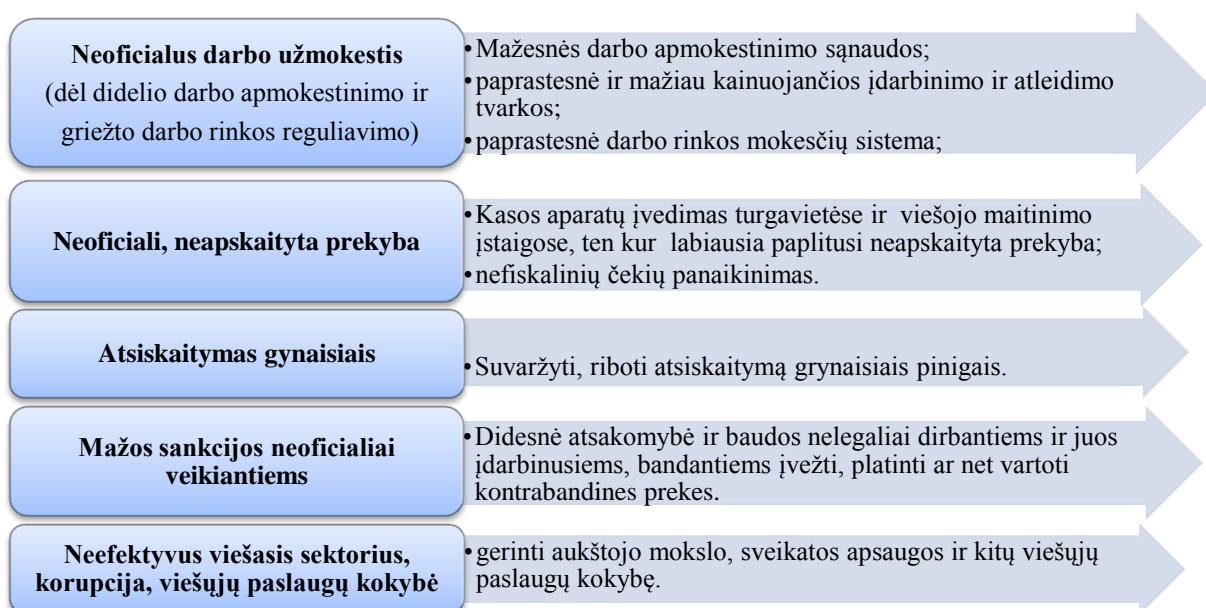 Neoficialus darbo užmokestis
(dėl didelio darbo apmokestinimo ir
griežto darbo rinkos reguliavimo)
•Mažesnės darbo apmokestinimo sąnaudos;
•paprastesnė ir mažiau kainuojančios įdarbinimo ir atleidimo
tvarkos;
•paprastesnė darbo rinkos mokesčių sistema;
Neoficiali, neapskaityta prekyba
•Kasos aparatų įvedimas turgavietėse ir viešojo maitinimo
įstaigose, ten kur labiausia paplitusi neapskaityta prekyba;
•nefiskalinių čekių panaikinimas.
Atsiskaitymas gynaisiais
•Suvaržyti, riboti atsiskaitymą grynaisiais pinigais.
Mažos sankcijos neoficialiai
veikiantiems
•Didesnė atsakomybė ir baudos nelegaliai dirbantiems ir juos
įdarbinusiems, bandantiems įvežti, platinti ar net vartoti
kontrabandines prekes.
Neefektyvus viešasis sektorius,
korupcija, viešųjų paslaugų kokybė
•gerinti aukštojo mokslo, sveikatos apsaugos ir kitų viešųjų
paslaugų kokybę.